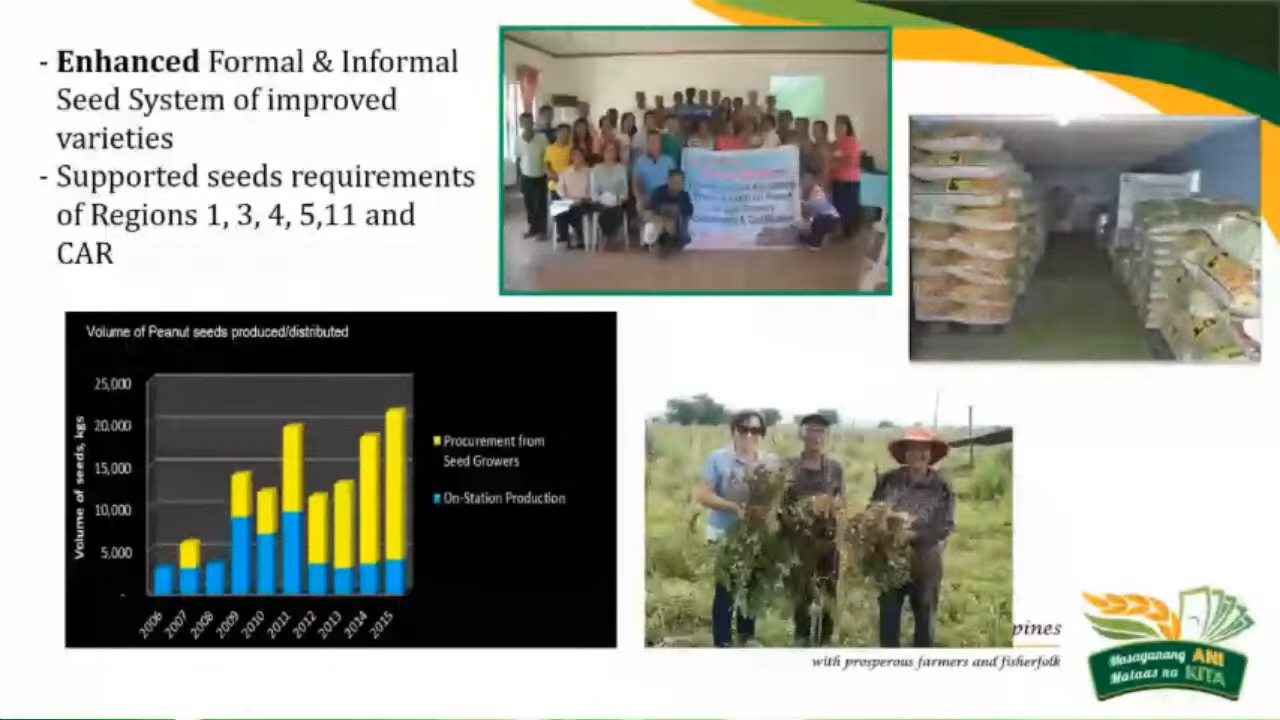 - Enhanced Formal & Informal
Seed System of improved
varieties
- Supported seeds requirements
of Regions 1, 3, 4, 5,11 and
CAR
Volume of Peanut seeds produced/distributed
Volume of seeds, kgs
25,000
20,000
15,000
10,000
5,000
-
2006
2007
2008
2009
2010
2011
2012
2013
2014
2015
Procurement from
Seed Growers
On-Station Production
pines
with prosperous farmers and fisherfolk
Masaganang ANI
Mataas na KITA